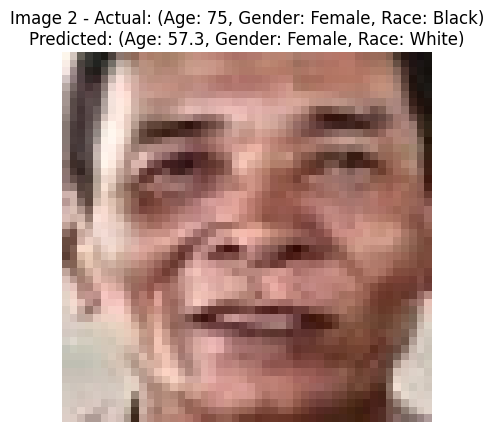 Image 2 - Actual: (Age: 75, Gender: Female, Race: Black)
Predicted: (Age: 57.3, Gender: Female, Race: White)